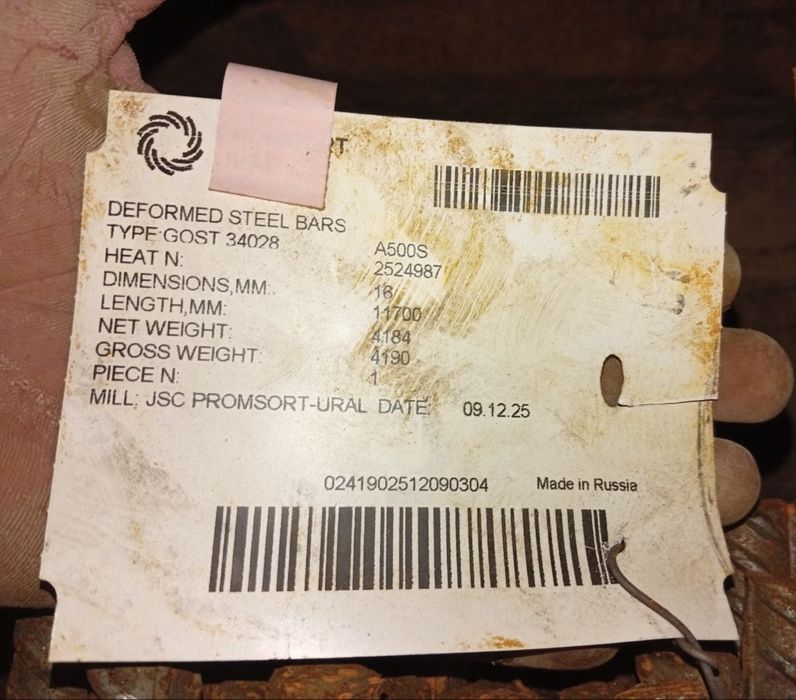 DEFORMED STEEL BARS
TYPE:GOST 34028 A500S
HEAT N: 2524987
DIMENSIONS,MM: 16
LENGTH,MM: 11700
NET WEIGHT: 4184
GROSS WEIGHT: 4190
PIECE N: 1
MILL: JSC PROMSORT-URAL DATE: 09.12.25
0241902512090304 Made in Russia